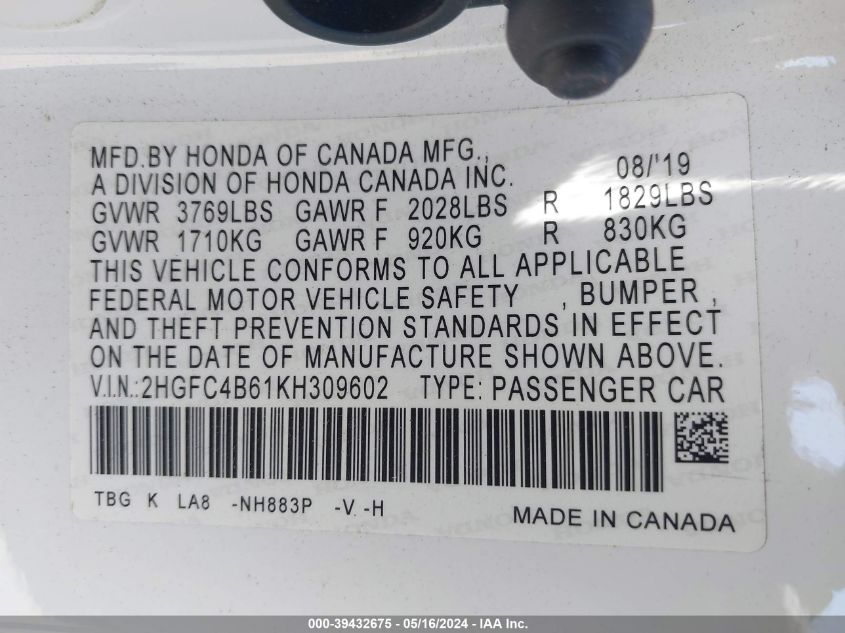 MFD.BY HONDA OF CANADA MFG.,
A DIVISION OF HONDA CANADA INC. 08/'19
GVWR 3769LBS GAWR F 2028LBS R 1829LBS
GVWR 1710KG GAWR F 920KG R 830KG
THIS VEHICLE CONFORMS TO ALL APPLICABLE
FEDERAL MOTOR VEHICLE SAFETY , BUMPER ,
AND THEFT PREVENTION STANDARDS IN EFFECT
ON THE DATE OF MANUFACTURE SHOWN ABOVE.
V.I.N.:2HGFC4B61KH309602 TYPE: PASSENGER CAR
TBG K LA8 -NH883P -V -H
MADE IN CANADA
000-39432675 - 05/16/2024 - IAA Inc.